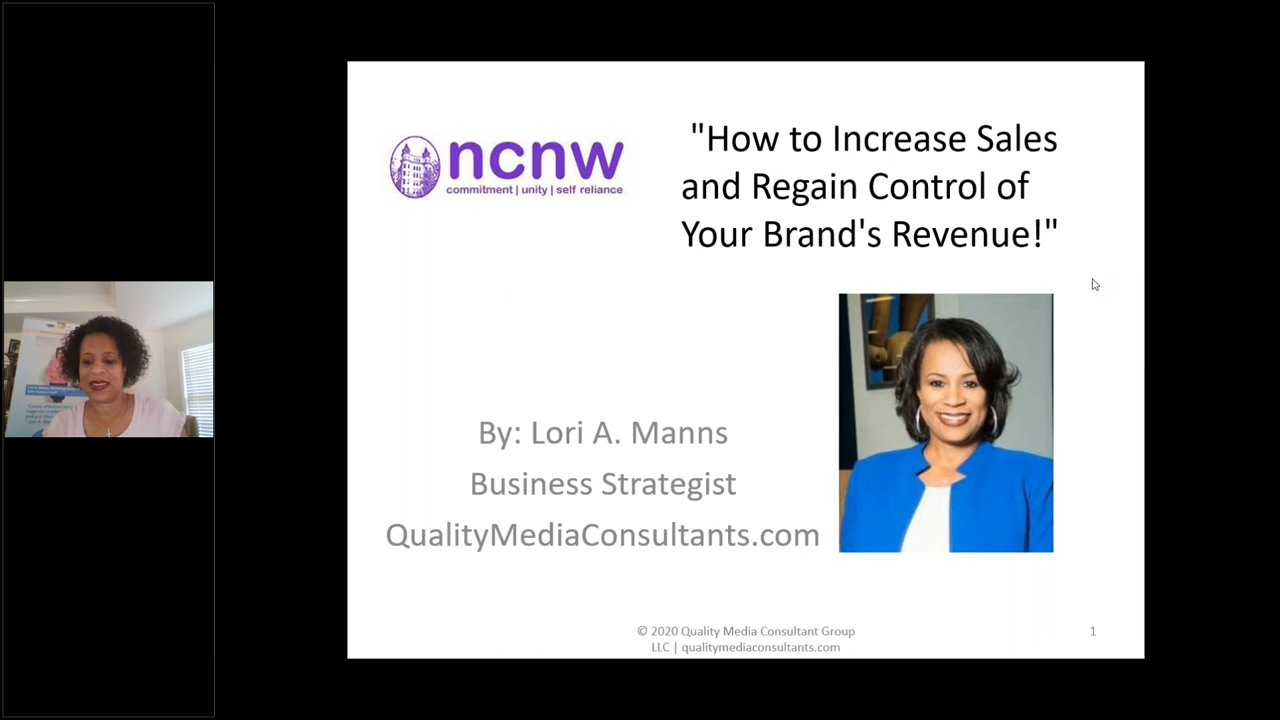 ncnw
commitment | unity | self reliance
"How to Increase Sales
and Regain Control of
Your Brand's Revenue!"
By: Lori A. Manns
Business Strategist
QualityMediaConsultants.com
© 2020 Quality Media Consultant Group
LLC | qualitymediaconsultants.com
1